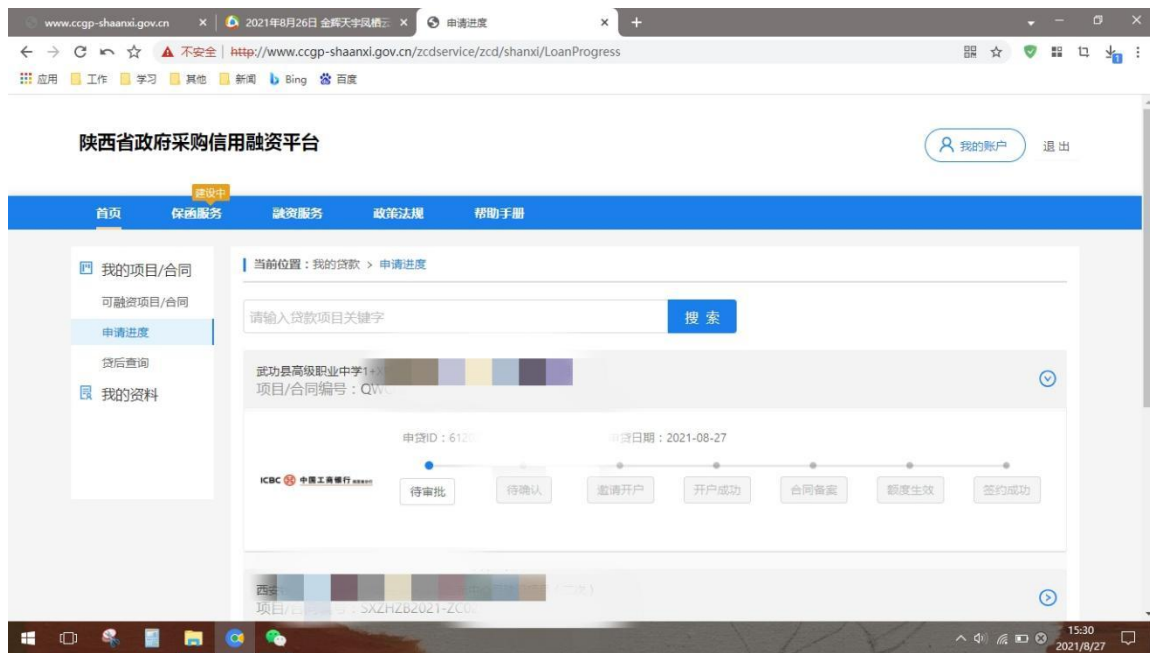 www.ccgp-shaanxi.gov.cn
2021年8月26日 金辉天宇凤栖云
申请进度
不安全 | http://www.ccgp-shaanxi.gov.cn/zcdservice/zcd/shanxi/LoanProgress
应用 工作 学习 其他 新闻 Bing 百度
陕西省政府采购信用融资平台
我的账户 退出
建设中
首页 保函服务 融资服务 政策法规 帮助手册
我的项目/合同
可融资项目/合同
申请进度
贷后查询
我的资料
当前位置：我的贷款 > 申请进度
请输入贷款项目关键字 搜索
武功县高级职业中学1+X
项目/合同编号：QW
申贷ID：612 申贷日期：2021-08-27
ICBC 中国工商银行
待审批 待确认 邀请开户 开户成功 合同备案 额度生效 签约成功
西安
项目/ SXZHZB2021-ZC0
15:30
2021/8/27